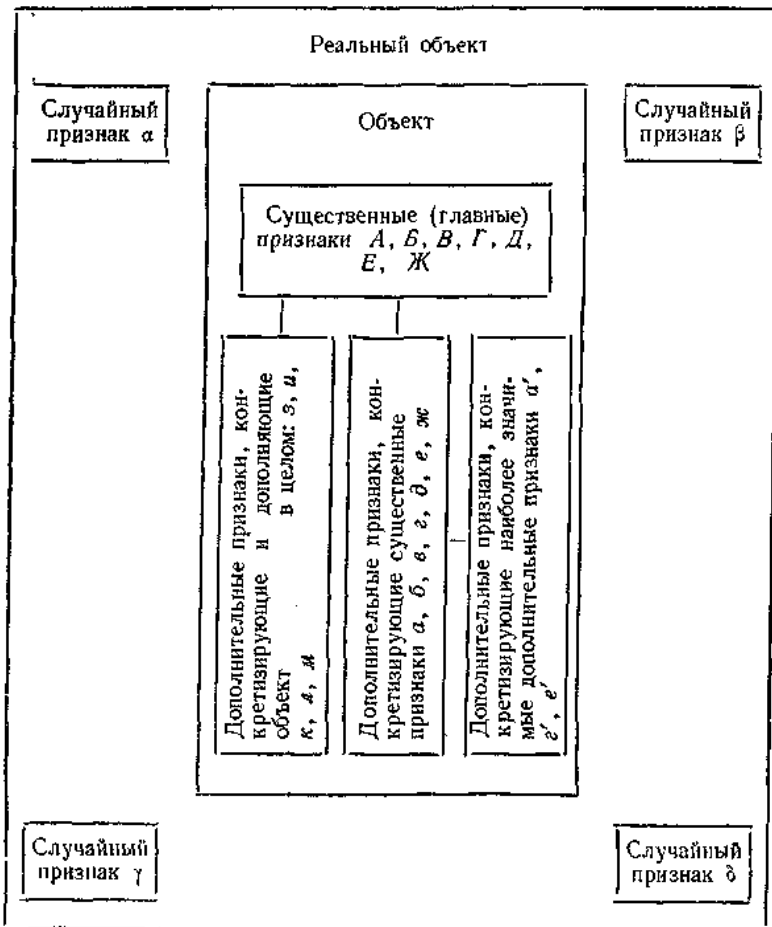 Реальный объект
Случайный
признак α
Объект
Случайный
признак β
Существенные (главные)
признаки А, Б, В, Г, Д,
Е, Ж
Дополнительные признаки, кон-
кретизирующие и дополняющие
объект в целом: з, и,
к, л, м
Дополнительные признаки, кон-
кретизирующие существенные
признаки а, б, в, г, д, е, ж
Дополнительные признаки, кон-
кретизирующие наиболее значи-
мые дополнительные признаки а′,
г′, е′
Случайный
признак γ
Случайный
признак δ